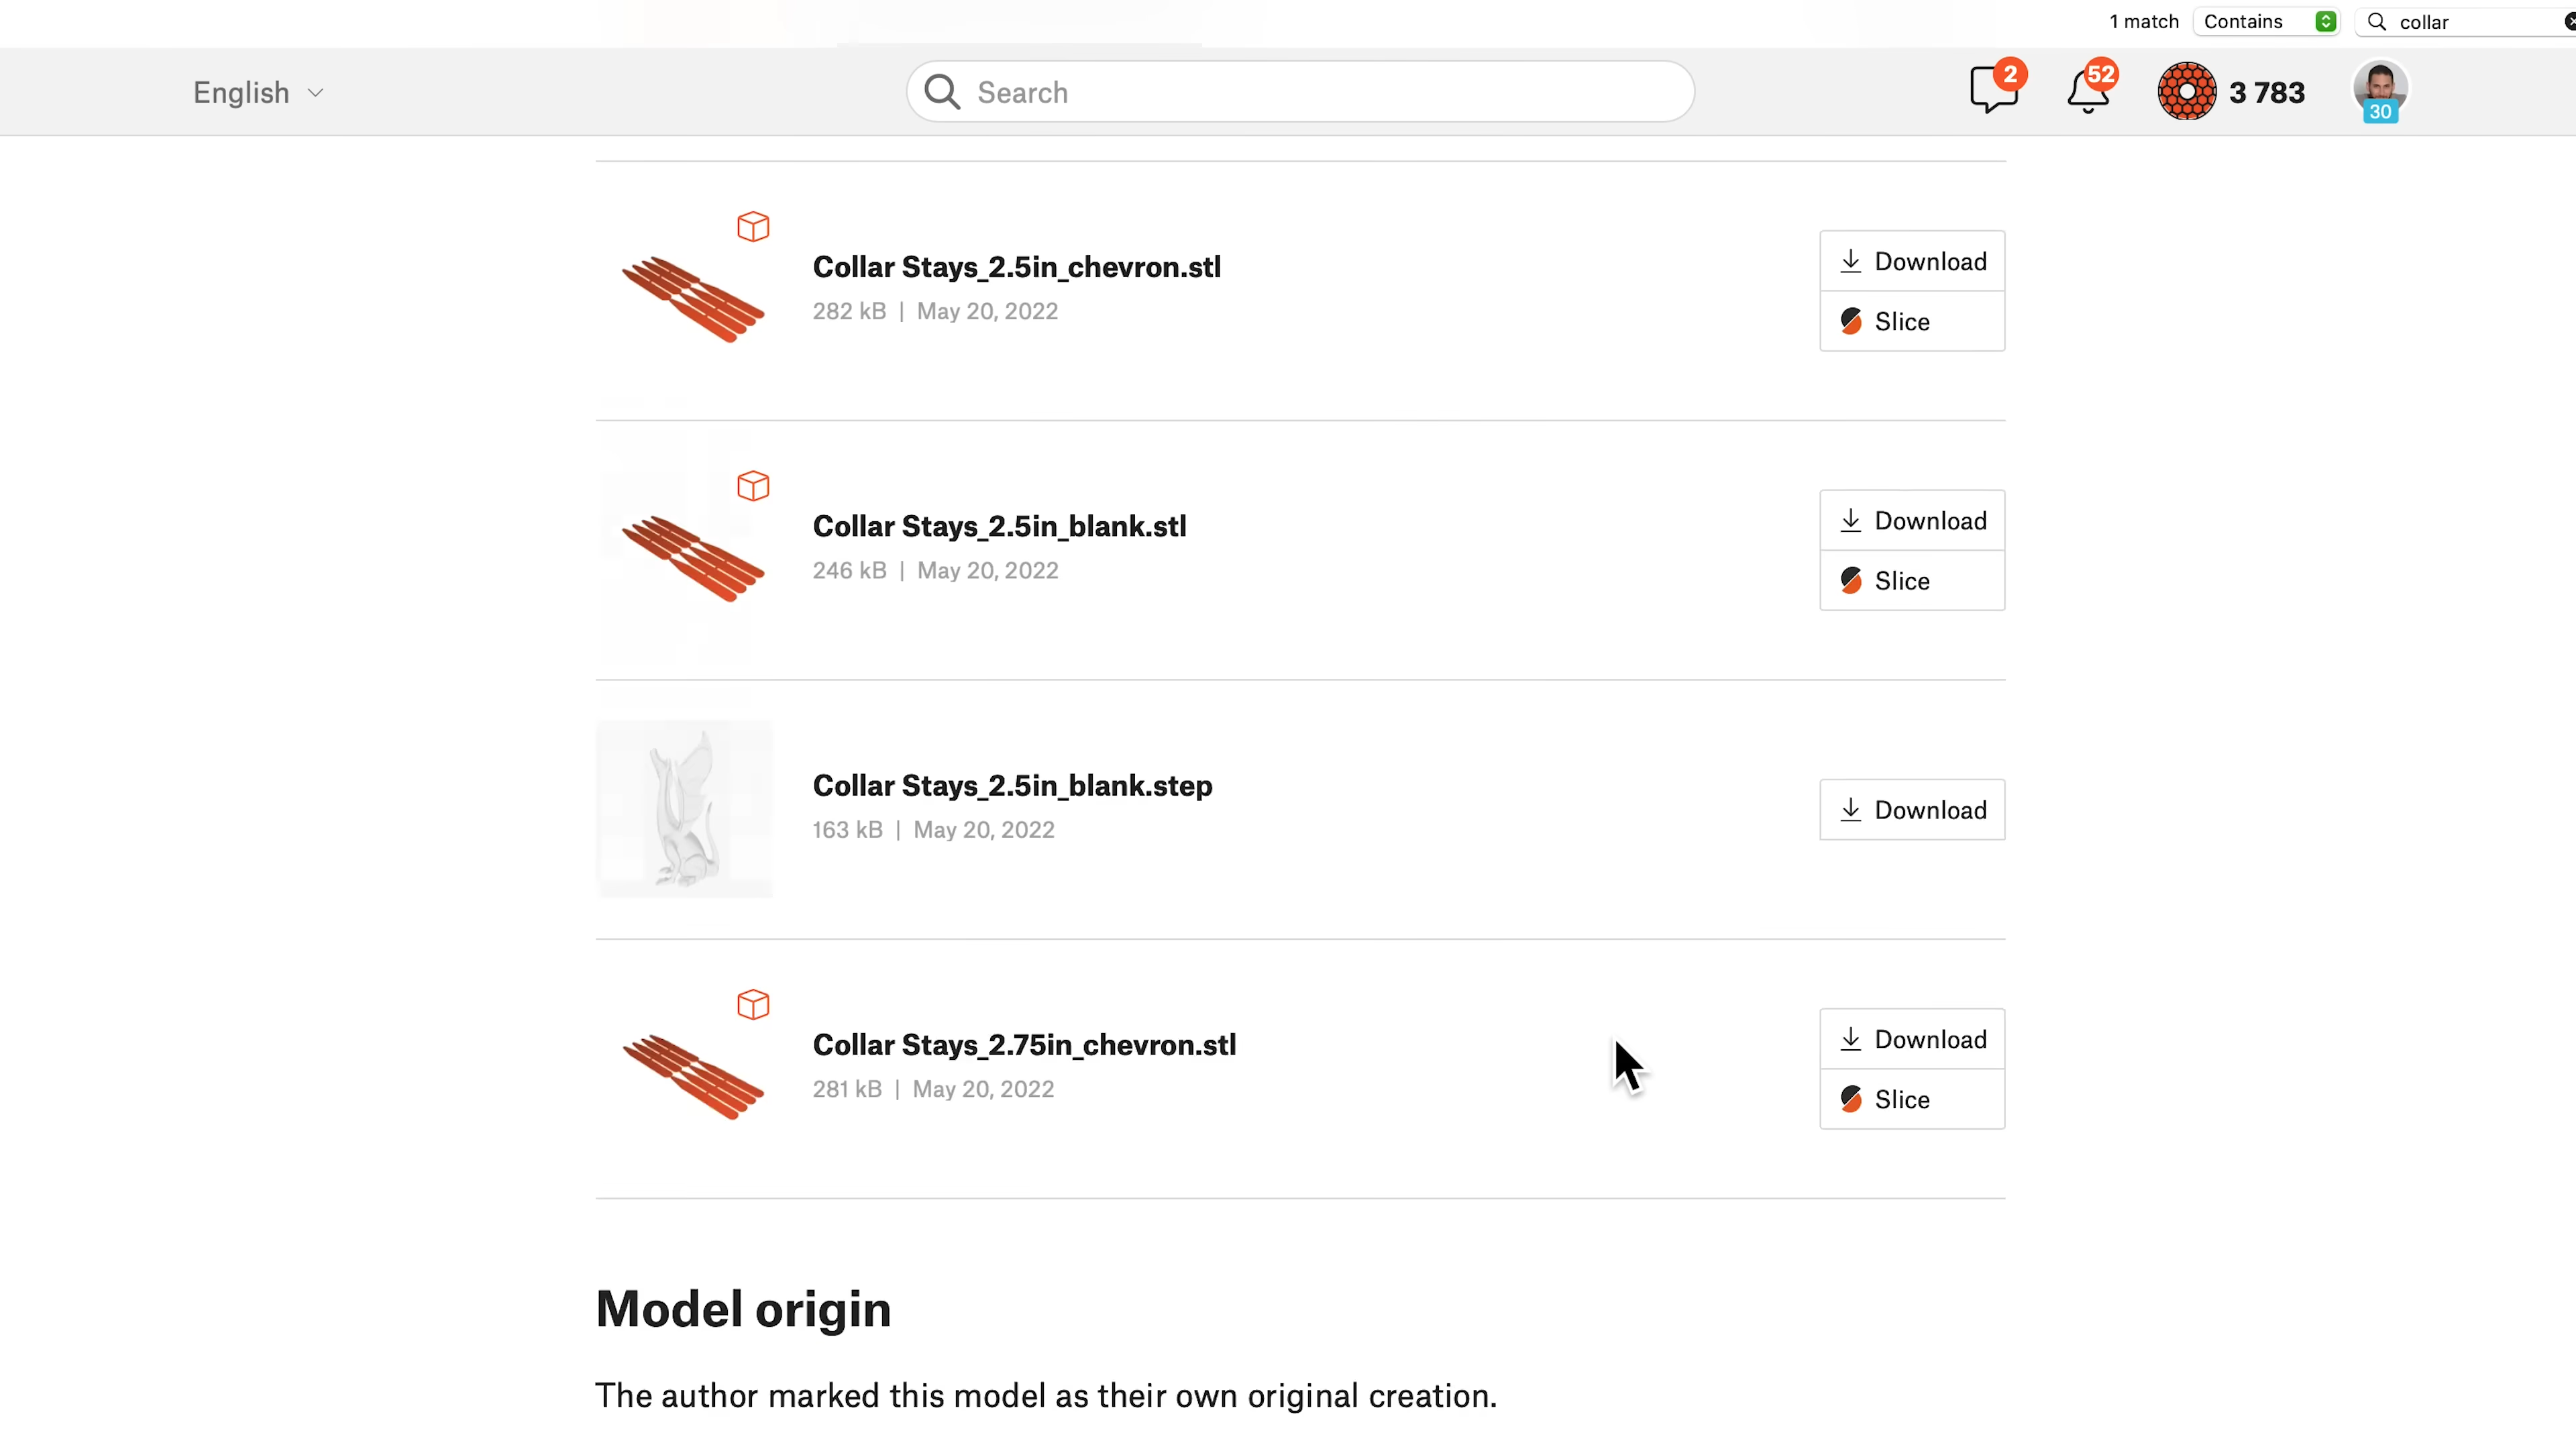 1 match Contains collar
English Search 2 52 3 783 30
Collar Stays_2.5in_chevron.stl
282 kB | May 20, 2022
Download
Slice
Collar Stays_2.5in_blank.stl
246 kB | May 20, 2022
Download
Slice
Collar Stays_2.5in_blank.step
163 kB | May 20, 2022
Download
Collar Stays_2.75in_chevron.stl
281 kB | May 20, 2022
Download
Slice
Model origin
The author marked this model as their own original creation.